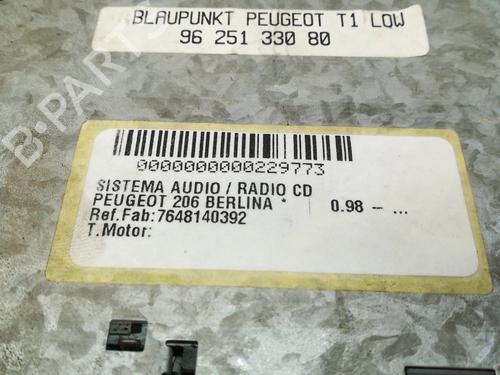 BLAUPUNKT PEUGEOT T1 LOW
96 251 330 80
0000000000229773
SISTEMA AUDIO / RADIO CD
PEUGEOT 206 BERLINA * 0.98 -- ...
Ref.Fab:7648140392
T.Motor:
B-PARTS